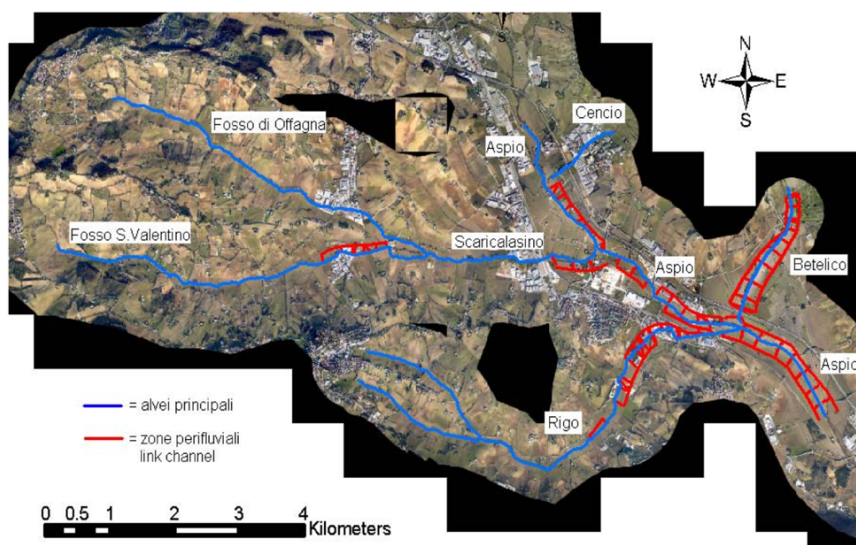 N
W E
S
Cencio
Fosso di Offagna
Aspio
Fosso S.Valentino
Scaricalasino
Aspio
Betelico
Aspio
Rigo
= alvei principali
= zone perifluviali
link channel
0 0.5 1 2 3 4
Kilometers